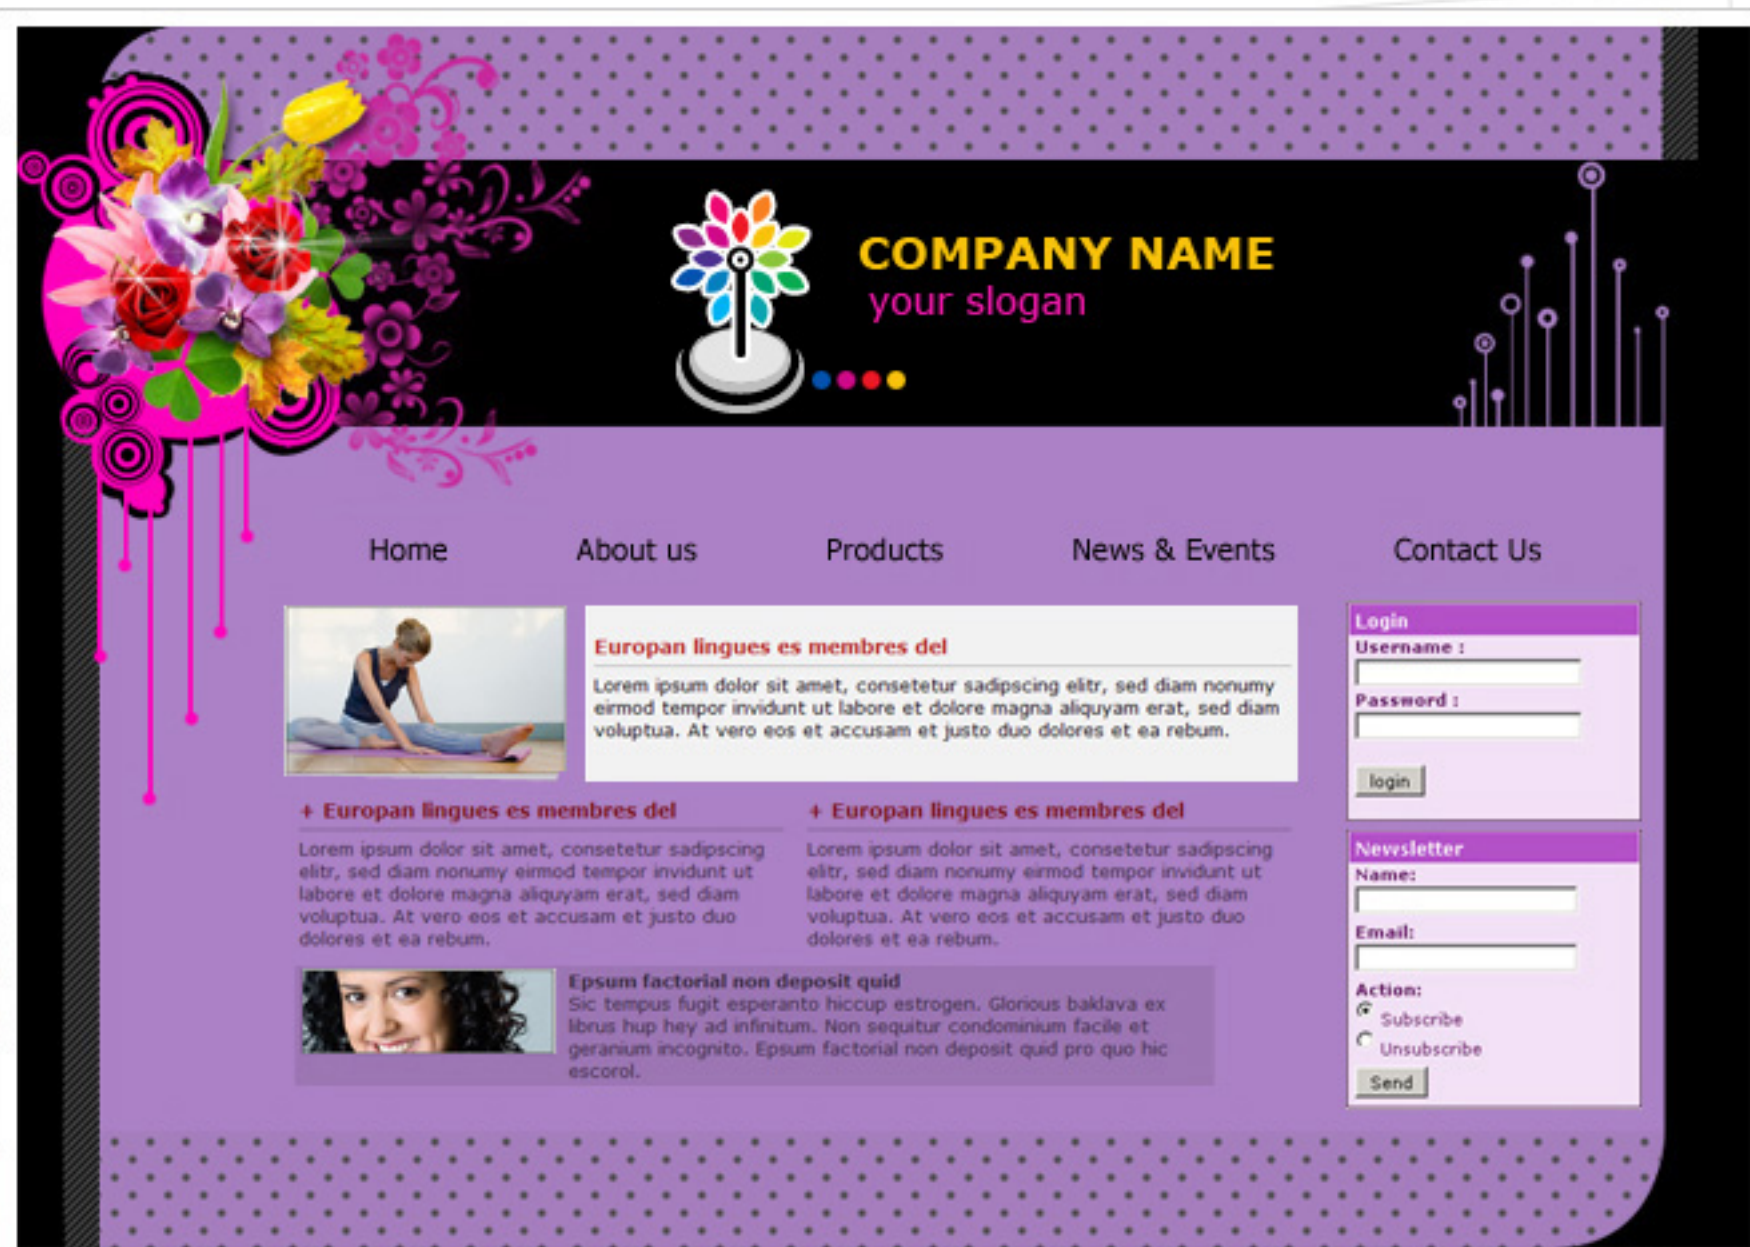 COMPANY NAME
your slogan
Home
About us
Products
News & Events
Contact Us
Europan lingues es membres del
Lorem ipsum dolor sit amet, consetetur sadipscing elitr, sed diam nonumy
eirmod tempor invidunt ut labore et dolore magna aliquyam erat, sed diam
voluptua. At vero eos et accusam et justo duo dolores et ea rebum.
+ Europan lingues es membres del
Lorem ipsum dolor sit amet, consetetur sadipscing
elitr, sed diam nonumy eirmod tempor invidunt ut
labore et dolore magna aliquyam erat, sed diam
voluptua. At vero eos et accusam et justo duo
dolores et ea rebum.
+ Europan lingues es membres del
Lorem ipsum dolor sit amet, consetetur sadipscing
elitr, sed diam nonumy eirmod tempor invidunt ut
labore et dolore magna aliquyam erat, sed diam
voluptua. At vero eos et accusam et justo duo
dolores et ea rebum.
Epsum factorial non deposit quid
Sic tempus fugit esperanto hiccup estrogen. Glorious baklava ex
librus hup hey ad infinitum. Non sequitur condominium facile et
geranium incognito. Epsum factorial non deposit quid pro quo hic
escorol.
Login
Username :
Password :
login
Newsletter
Name:
Email:
Action:
Subscribe
Unsubscribe
Send